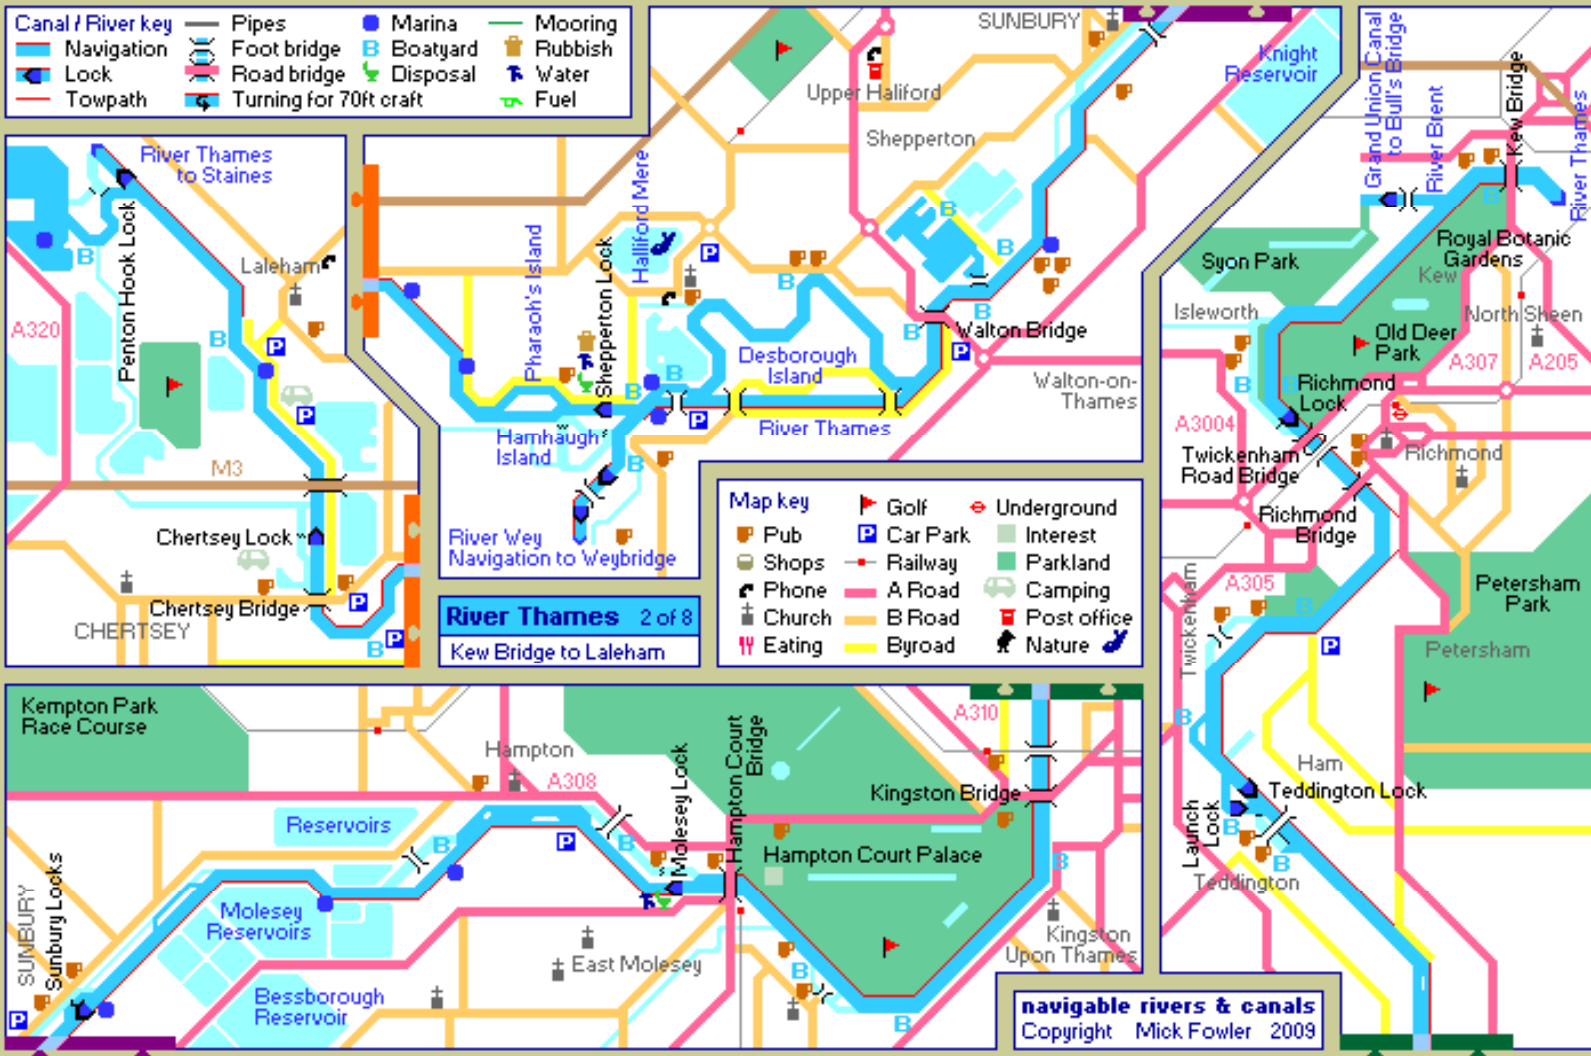 Canal / River key
Navigation
Lock
Towpath
Pipes
Foot bridge
Road bridge
Turning for 70ft craft
Marina
B Boatyard
Disposal
Mooring
Rubbish
Water
Fuel
River Thames
to Staines
Penton Hook Lock
B
Laleham
A320
B
P
P
M3
Chertsey Lock
Chertsey Bridge
CHERTSEY
P
P
B
SUNBURY
Knight
Reservoir
Upper Haliford
Shepperton
Halliford Mere
Pharaoh's Island
Shepperton Lock
P
B
B
B
B
B
B
B
Walton Bridge
P
Desborough
Island
P
River Thames
Walton-on-
Thames
Hamhaugh
Island
B
River Wey
Navigation to Weybridge
River Thames 2 of 8
Kew Bridge to Laleham
Map key
Pub
Shops
Phone
Church
Eating
Golf
P Car Park
Railway
A Road
B Road
Byroad
Underground
Interest
Parkland
Camping
Post office
Nature
Grand Union Canal
to Bull's Bridge
River Brent
Kew Bridge
River Thames
B
Royal Botanic
Gardens
Kew
Syon Park
Isleworth
North Sheen
Old Deer
Park
A307
A205
B
Richmond
Lock
A3004
Twickenham
Road Bridge
Richmond
Richmond
Bridge
A305
Twickenham
B
P
Petersham
Park
Petersham
B
Ham
Teddington Lock
Launch
Lock
B
B
Teddington
Kempton Park
Race Course
Hampton
A308
Reservoirs
B
P
B
Molesey Lock
Hampton Court
Bridge
A310
Kingston Bridge
Hampton Court Palace
B
SUNBURY
Sunbury Locks
Molesey
Reservoirs
Bessborough
Reservoir
East Molesey
P
B
B
Kingston
Upon Thames
navigable rivers & canals
Copyright Mick Fowler 2009